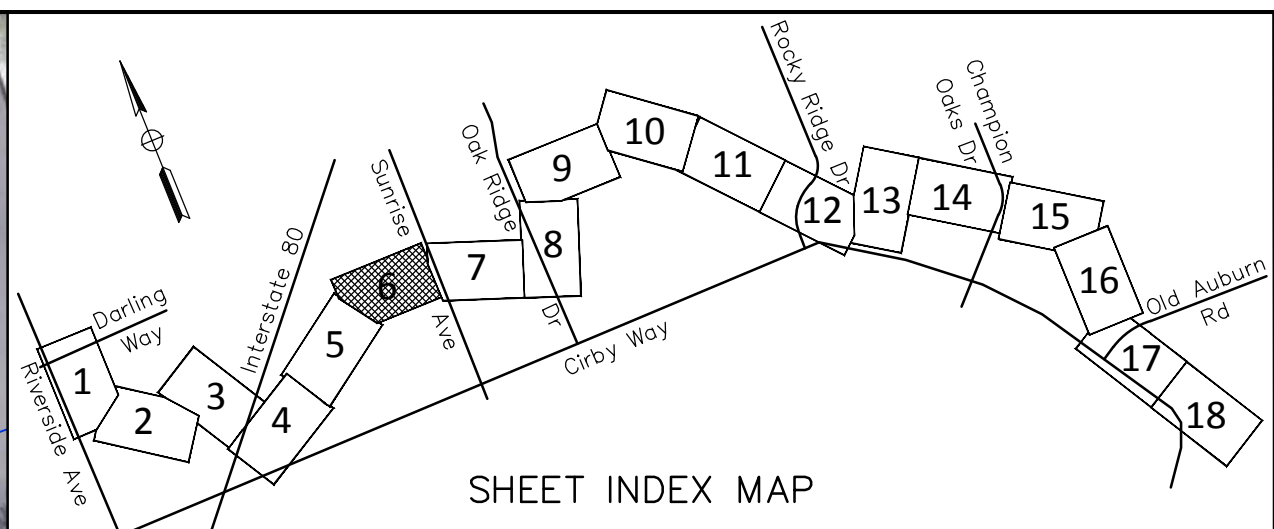 Riverside Ave
1
Darling
Way
2
3
Interstate 80
4
5
6
Sunrise
Ave
7
Oak Ridge
Dr
8
9
10
11
Rocky Ridge Dr
12
13
14
Champion
Oaks Dr
15
16
Old Auburn
Rd
17
18
Cirby Way
SHEET INDEX MAP